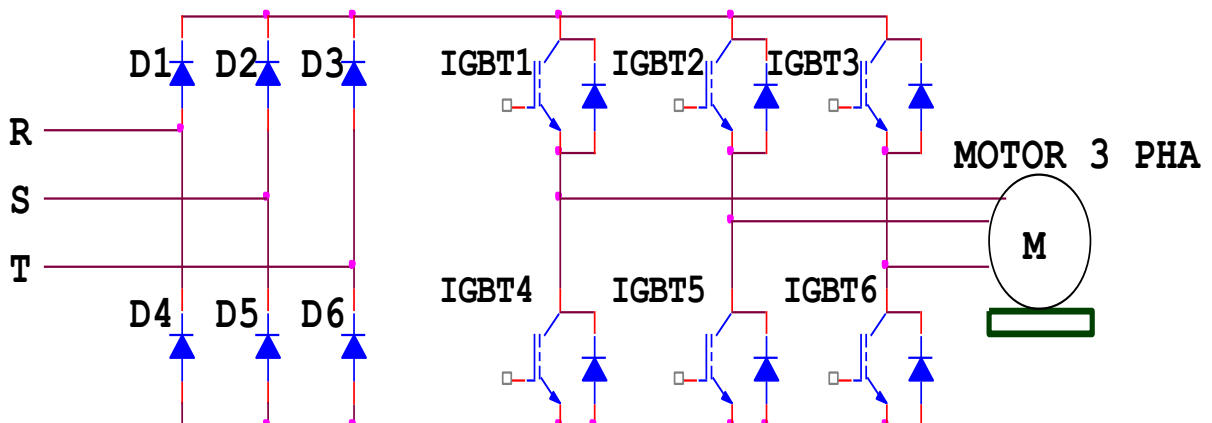 D1 D2 D3 IGBT1 IGBT2 IGBT3
R
MOTOR 3 PHA
S
M
T
IGBT4 IGBT5 IGBT6
D4 D5 D6